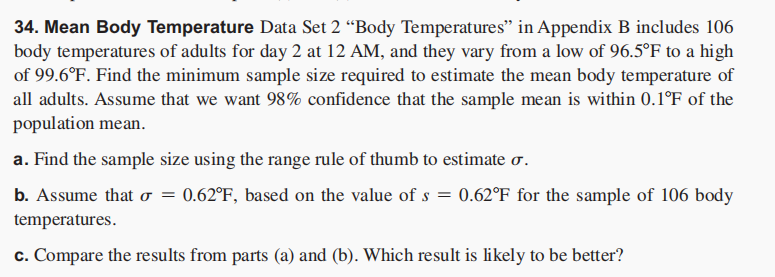 34. Mean Body Temperature Data Set 2 “Body Temperatures” in Appendix B includes 106
body temperatures of adults for day 2 at 12 AM, and they vary from a low of 96.5°F to a high
of 99.6°F. Find the minimum sample size required to estimate the mean body temperature of
all adults. Assume that we want 98% confidence that the sample mean is within 0.1°F of the
population mean.
a. Find the sample size using the range rule of thumb to estimate σ.
b. Assume that σ = 0.62°F, based on the value of s = 0.62°F for the sample of 106 body
temperatures.
c. Compare the results from parts (a) and (b). Which result is likely to be better?